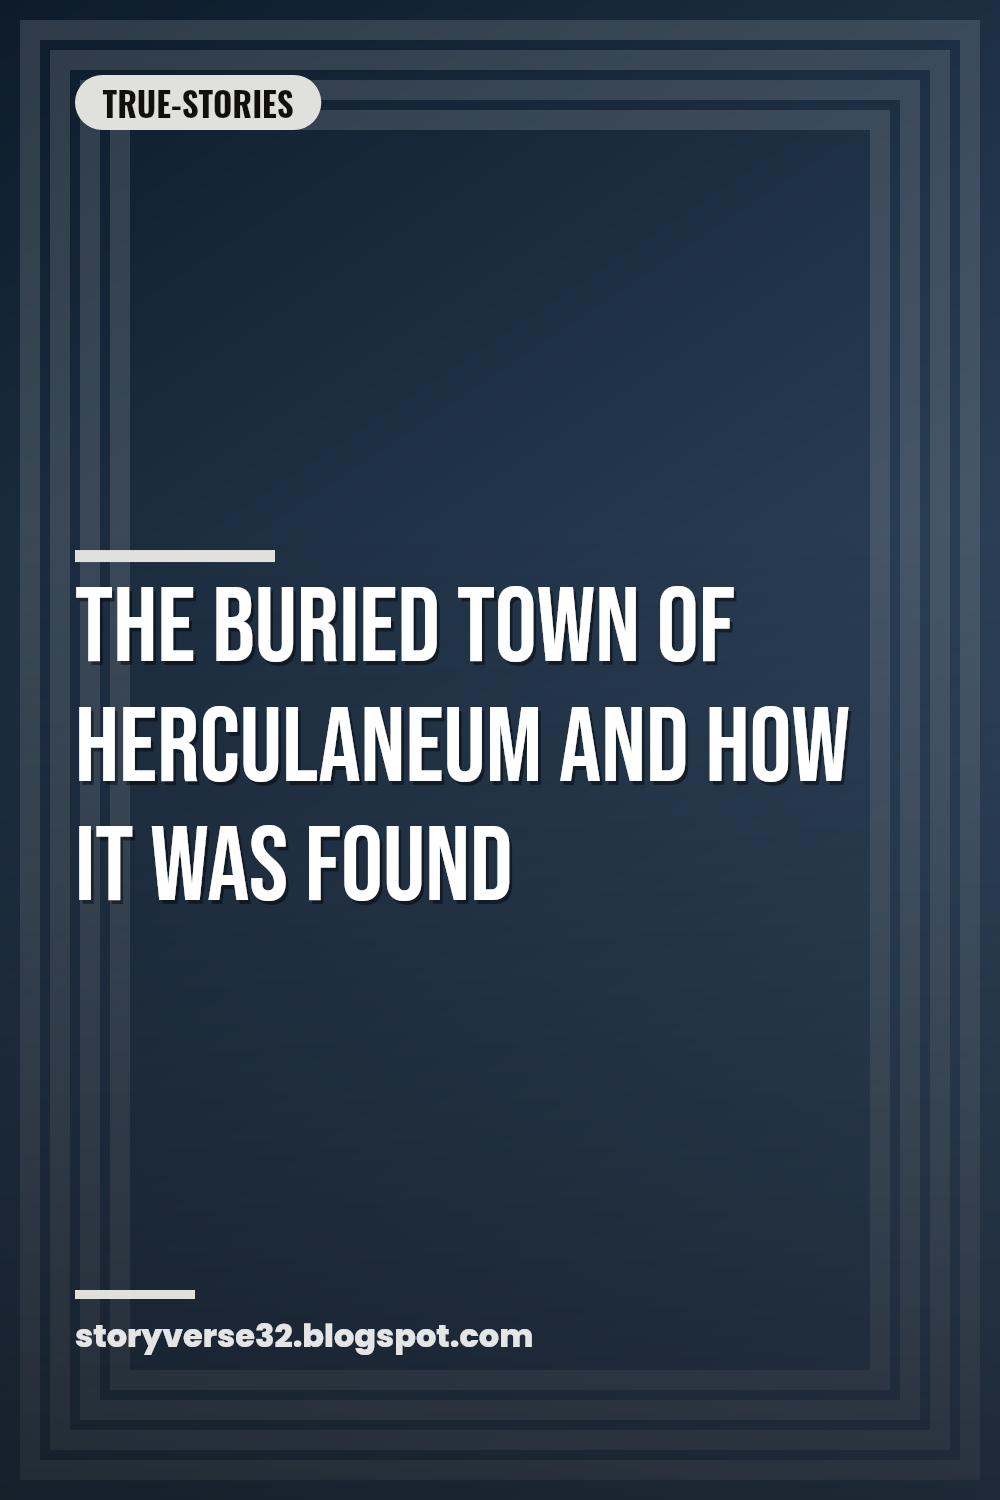 TRUE-STORIES
THE BURIED TOWN OF
HERCULANEUM AND HOW
IT WAS FOUND
storyverse32.blogspot.com